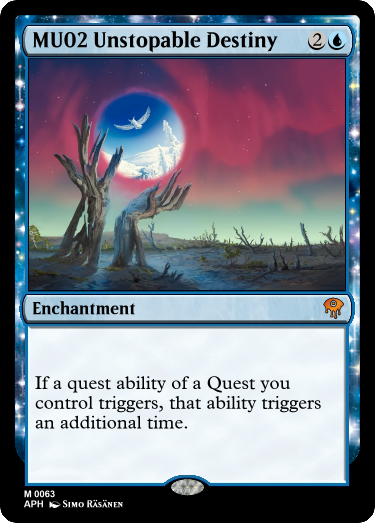 MU02 Unstopable Destiny 2
Enchantment
If a quest ability of a Quest you
control triggers, that ability triggers
an additional time.
M 0063
APH Simo Räsänen